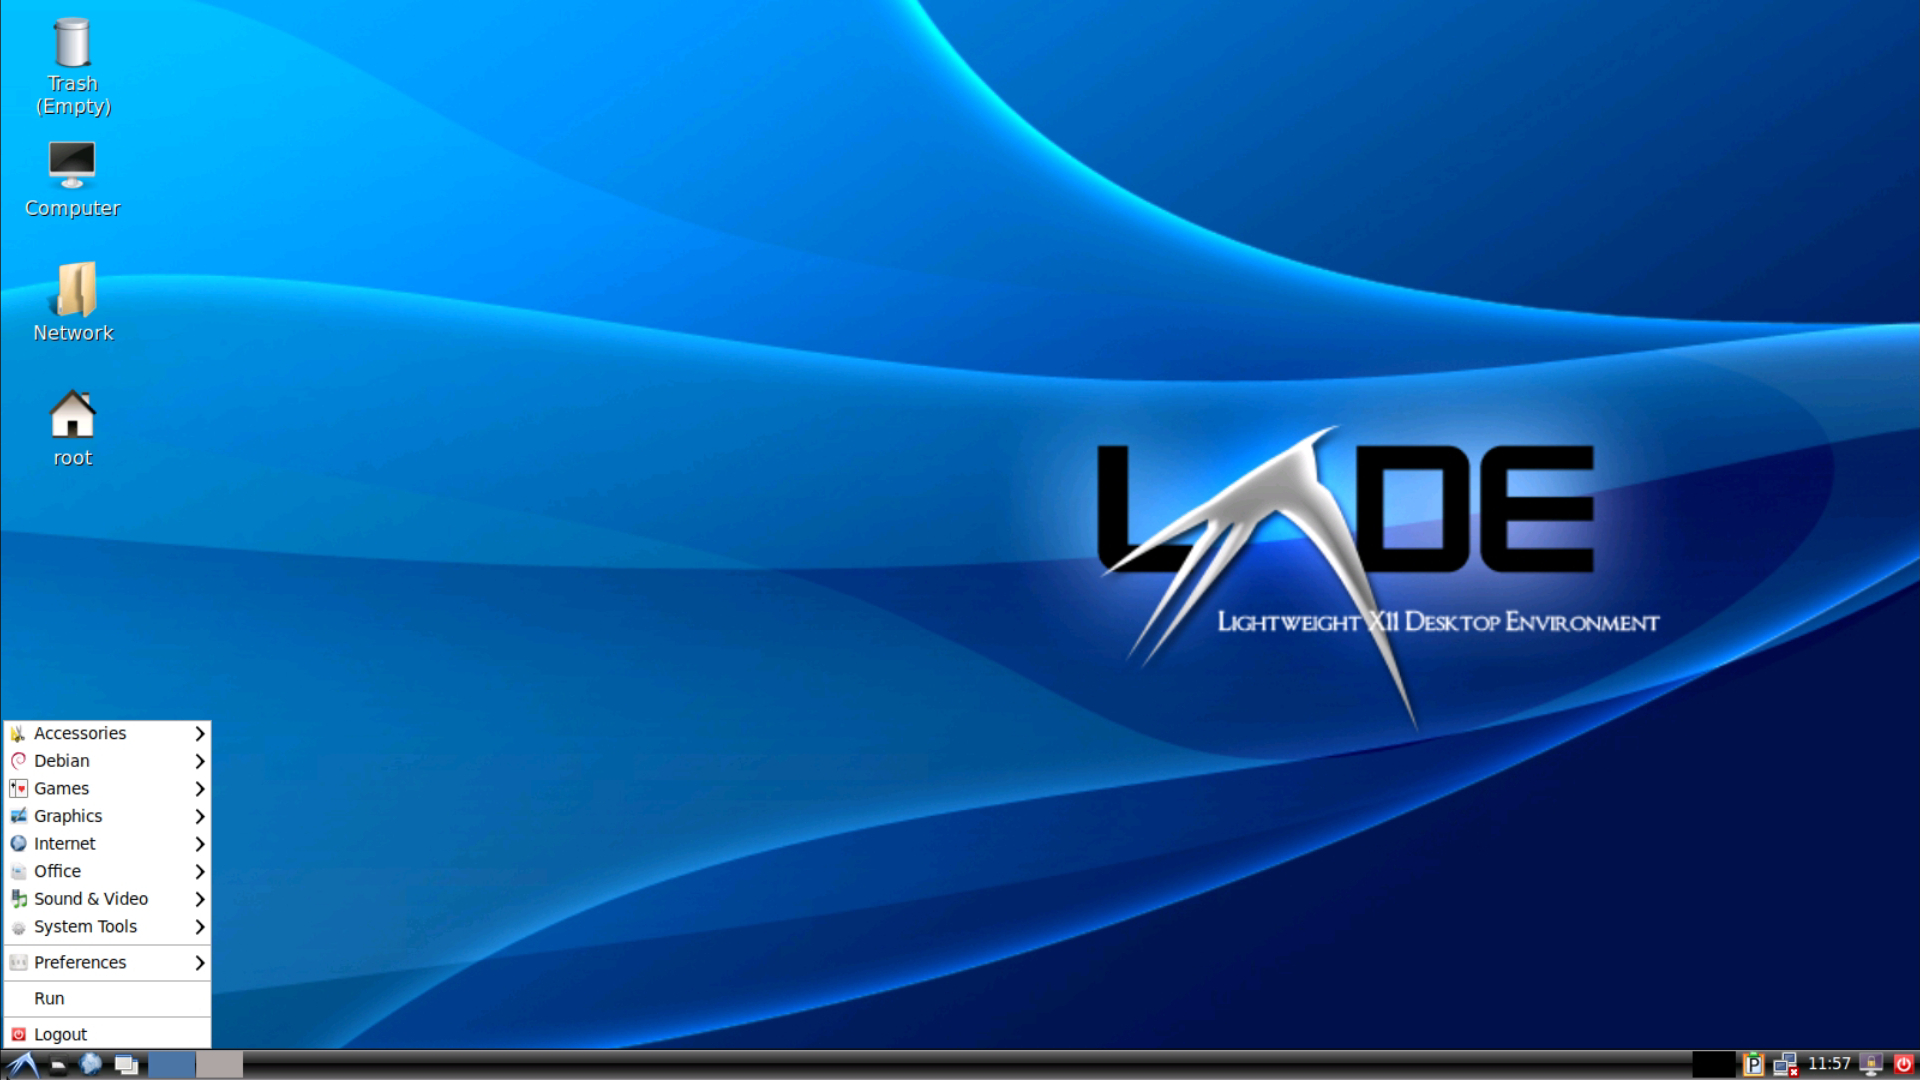 Trash
(Empty)
Computer
Network
root
LXDE
Lightweight X11 Desktop Environment
Accessories
Debian
Games
Graphics
Internet
Office
Sound & Video
System Tools
Preferences
Run
Logout
P
11:57